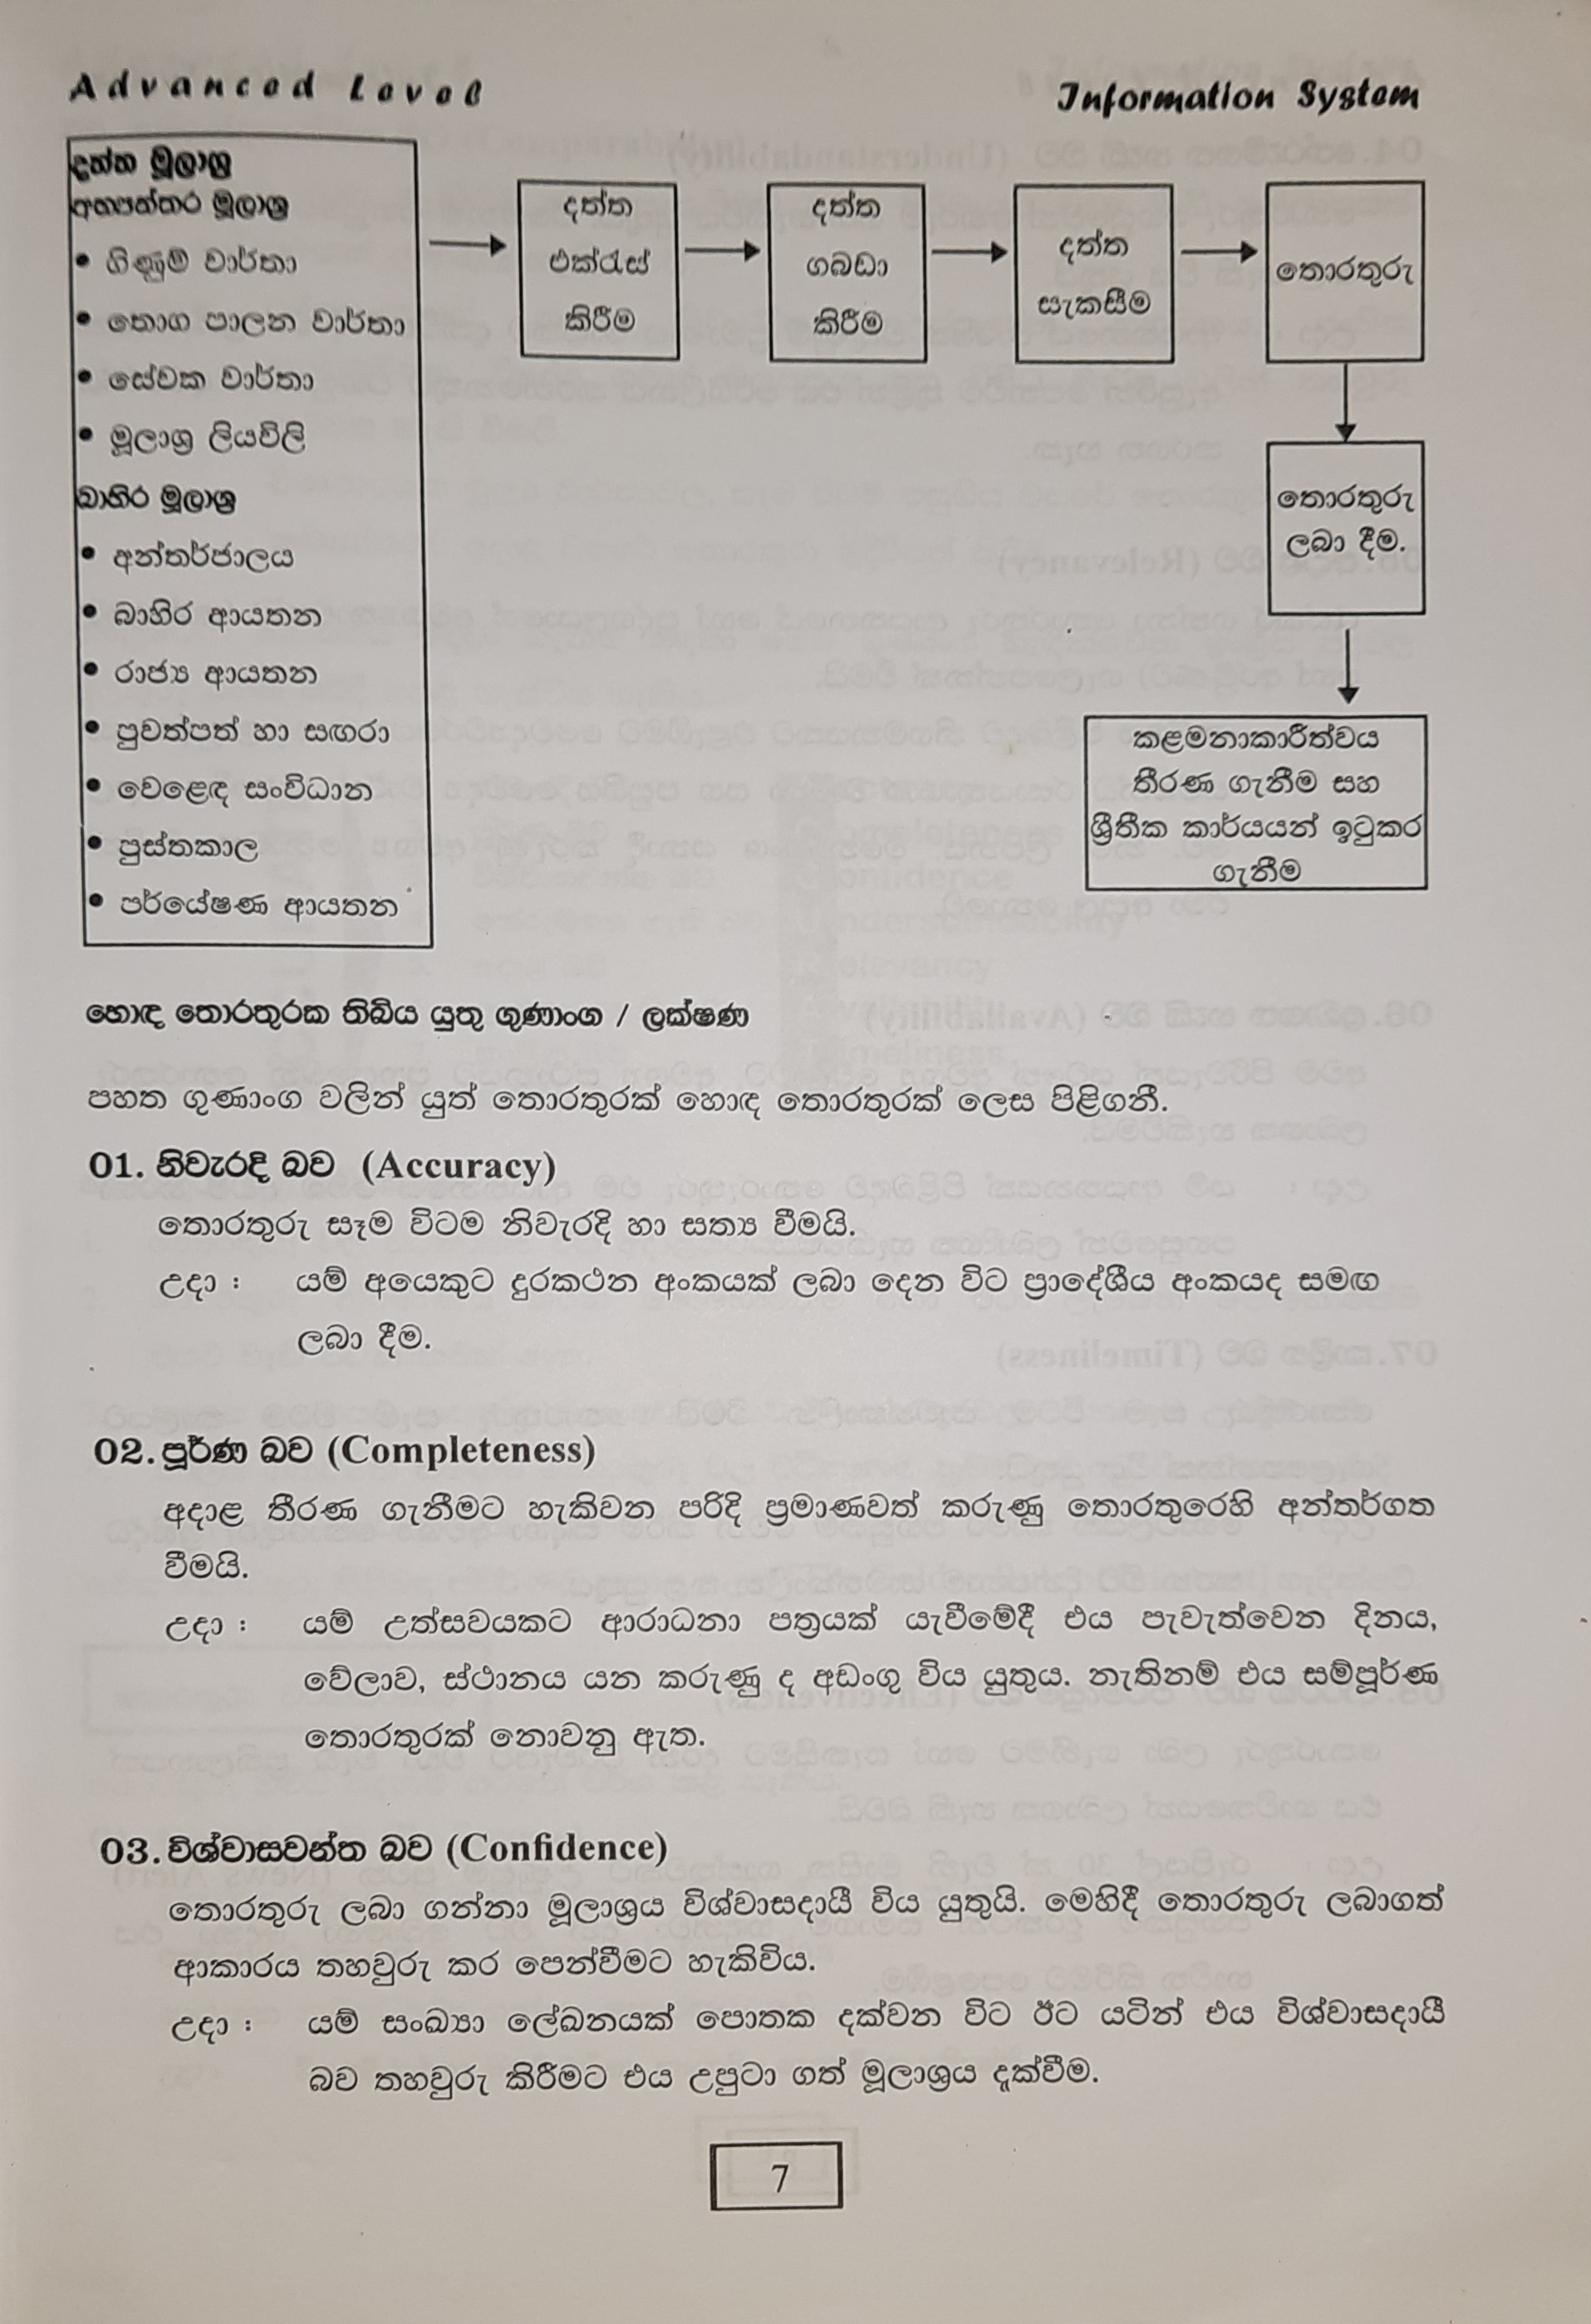 Advanced Level
Information System
දත්ත මූලාශ්‍ර
අභ්‍යන්තර මූලාශ්‍ර
• ගිණුම් වාර්තා
• තොග පාලන වාර්තා
• සේවක වාර්තා
• මූලාශ්‍ර ලියවිලි
බාහිර මූලාශ්‍ර
• අන්තර්ජාලය
• බාහිර ආයතන
• රාජ්‍ය ආයතන
• පුවත්පත් හා සඟරා
• වෙළෙඳ සංවිධාන
• පුස්තකාල
• පර්යේෂණ ආයතන
දත්ත
එක්රැස්
කිරීම
දත්ත
ගබඩා
කිරීම
දත්ත
සැකසීම
තොරතුරු
තොරතුරු
ලබා දීම.
කළමනාකාරීත්වය
තීරණ ගැනීම සහ
ශ්‍රීතීක කාර්යයන් ඉටුකර
ගැනීම
හොඳ තොරතුරක තිබිය යුතු ගුණාංග / ලක්ෂණ
පහත ගුණාංග වලින් යුත් තොරතුරක් හොඳ තොරතුරක් ලෙස පිළිගනී.
01. නිවැරදි බව (Accuracy)
තොරතුරු සෑම විටම නිවැරදි හා සත්‍ය වීමයි.
උදා : යම් අයෙකුට දුරකථන අංකයක් ලබා දෙන විට ප්‍රාදේශීය අංකයද සමඟ
ලබා දීම.
02. පූර්ණ බව (Completeness)
අදාළ තීරණ ගැනීමට හැකිවන පරිදි ප්‍රමාණවත් කරුණු තොරතුරෙහි අන්තර්ගත
වීමයි.
උදා : යම් උත්සවයකට ආරාධනා පත්‍රයක් යැවීමේදී එය පැවැත්වෙන දිනය,
වේලාව, ස්ථානය යන කරුණු ද අඩංගු විය යුතුය. නැතිනම් එය සම්පූර්ණ
තොරතුරක් නොවනු ඇත.
03. විශ්වාසවන්ත බව (Confidence)
තොරතුරු ලබා ගන්නා මූලාශ්‍රය විශ්වාසදායී විය යුතුයි. මෙහිදී තොරතුරු ලබාගත්
ආකාරය තහවුරු කර පෙන්වීමට හැකිවිය.
උදා : යම් සංඛ්‍යා ලේඛනයක් පොතක දක්වන විට ඊට යටින් එය විශ්වාසදායී
බව තහවුරු කිරීමට එය උපුටා ගත් මූලාශ්‍රය දැක්වීම.
7